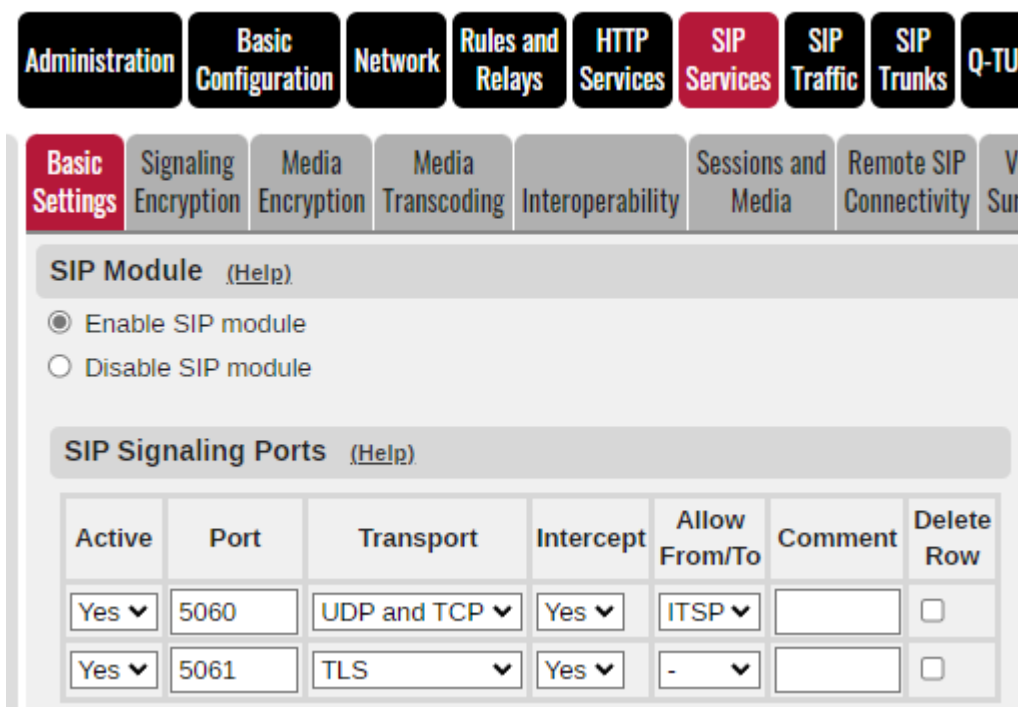 Administration Basic Configuration Network Rules and Relays HTTP Services SIP Services SIP Traffic SIP Trunks Q-TU
Basic Settings Signaling Encryption Media Encryption Media Transcoding Interoperability Sessions and Media Remote SIP Connectivity
SIP Module (Help)
Enable SIP module
Disable SIP module
SIP Signaling Ports (Help)
Active Port Transport Intercept Allow From/To Comment Delete Row
Yes 5060 UDP and TCP Yes ITSP
Yes 5061 TLS Yes -